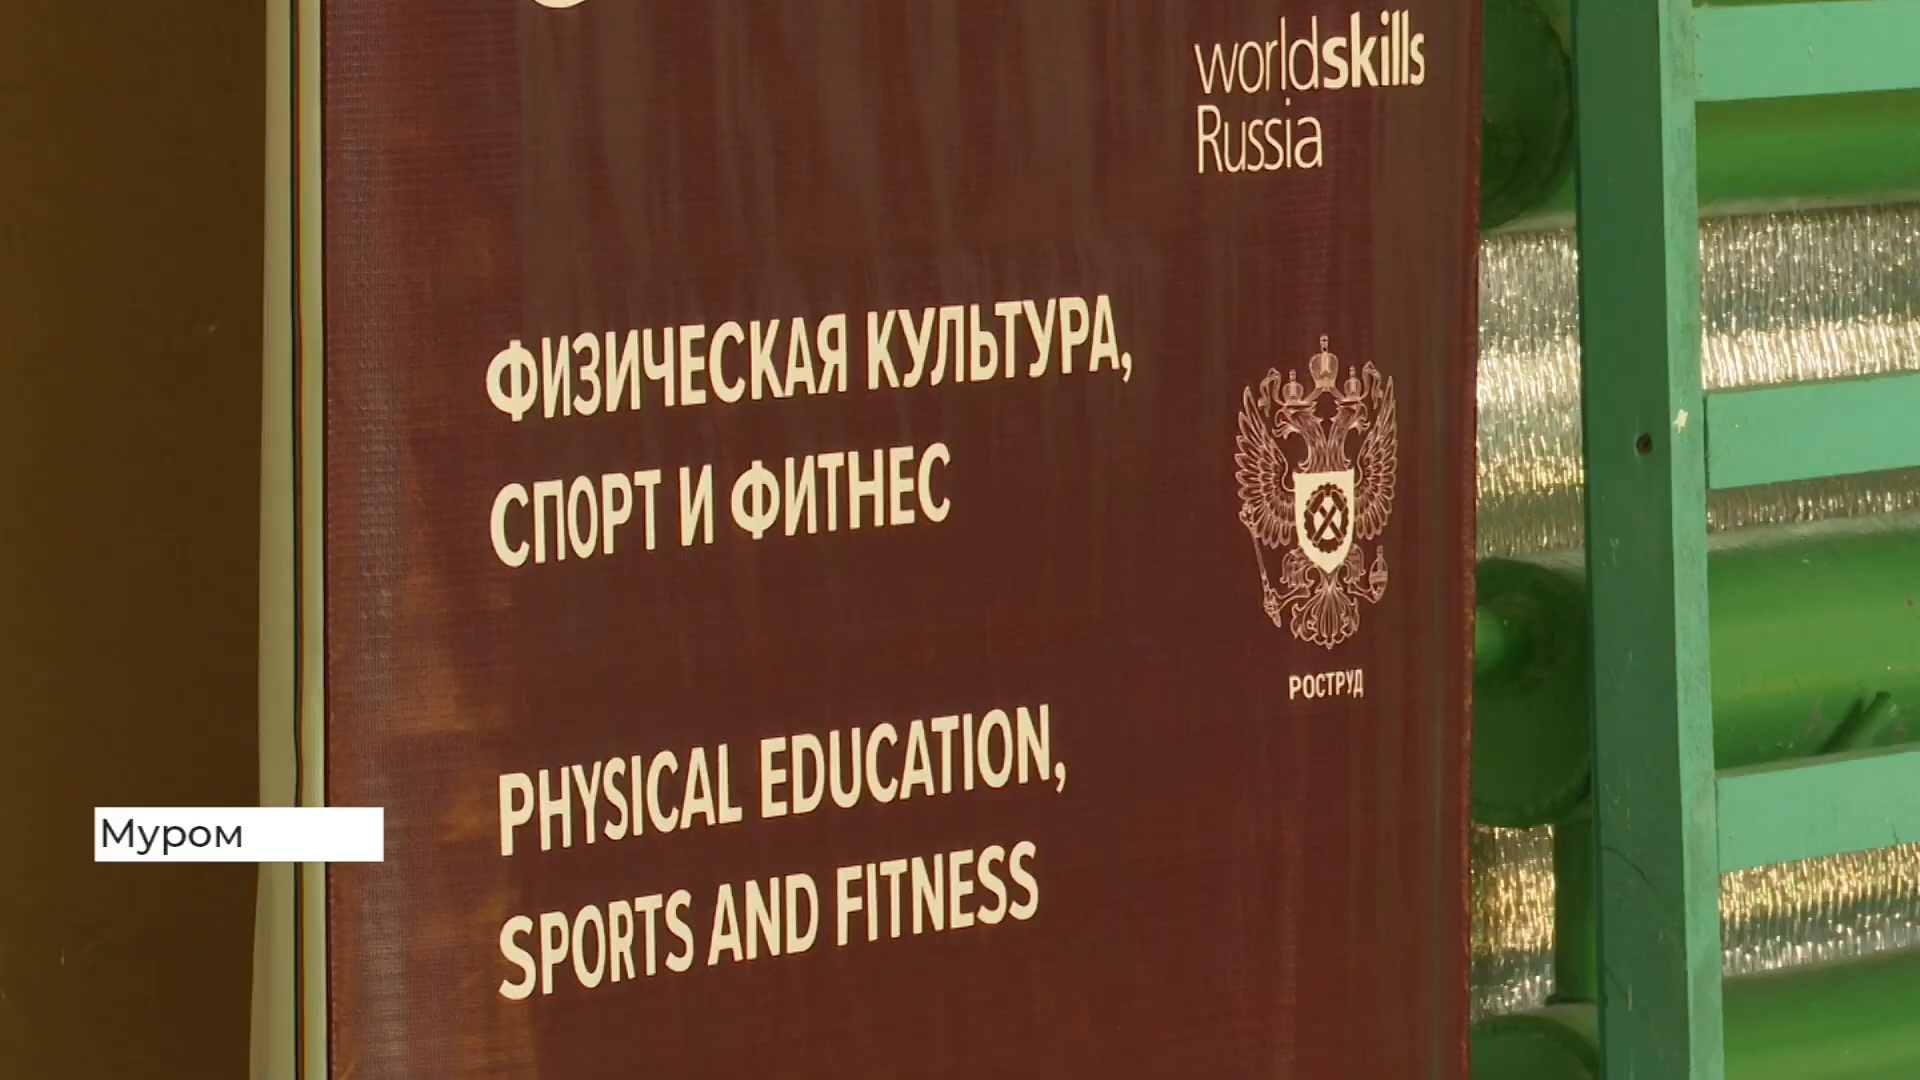 worldskills
Russia
ФИЗИЧЕСКАЯ КУЛЬТУРА,
СПОРТ И ФИТНЕС
РОСТРУД
PHYSICAL EDUCATION,
SPORTS AND FITNESS
Муром